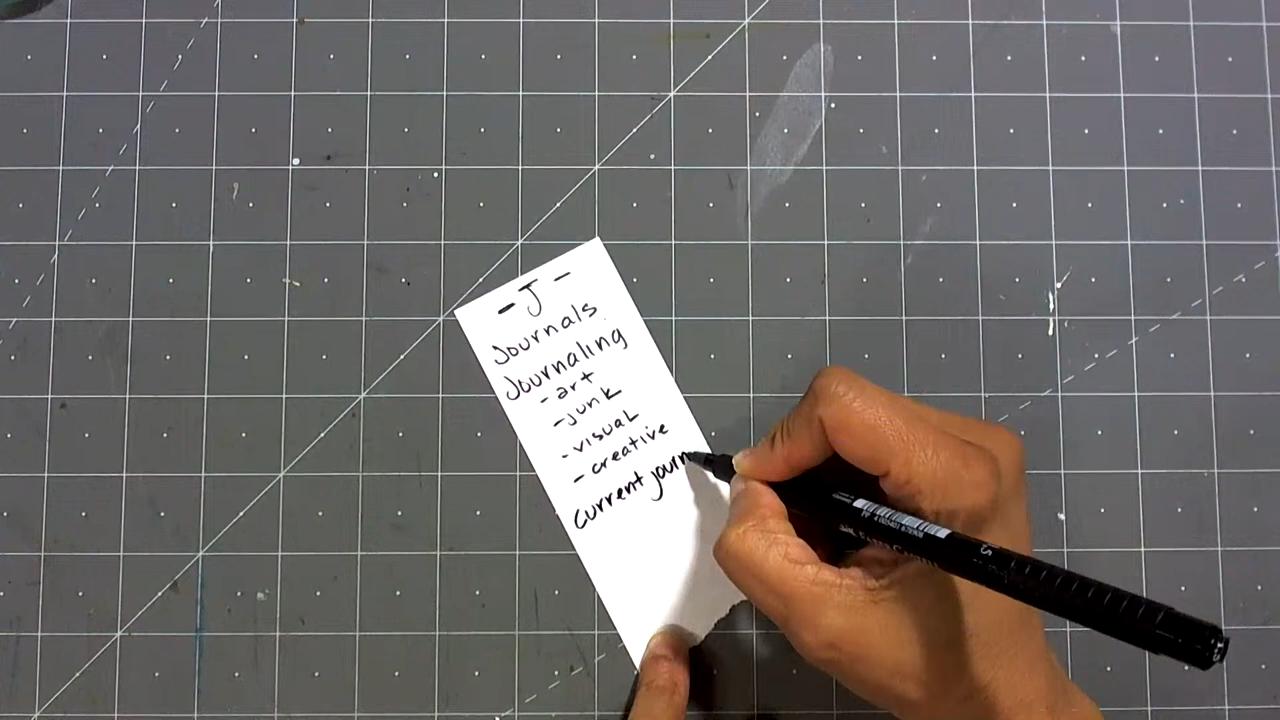 - J -
Journals
Journaling
- art
- junk
- visual
- creative
current journ